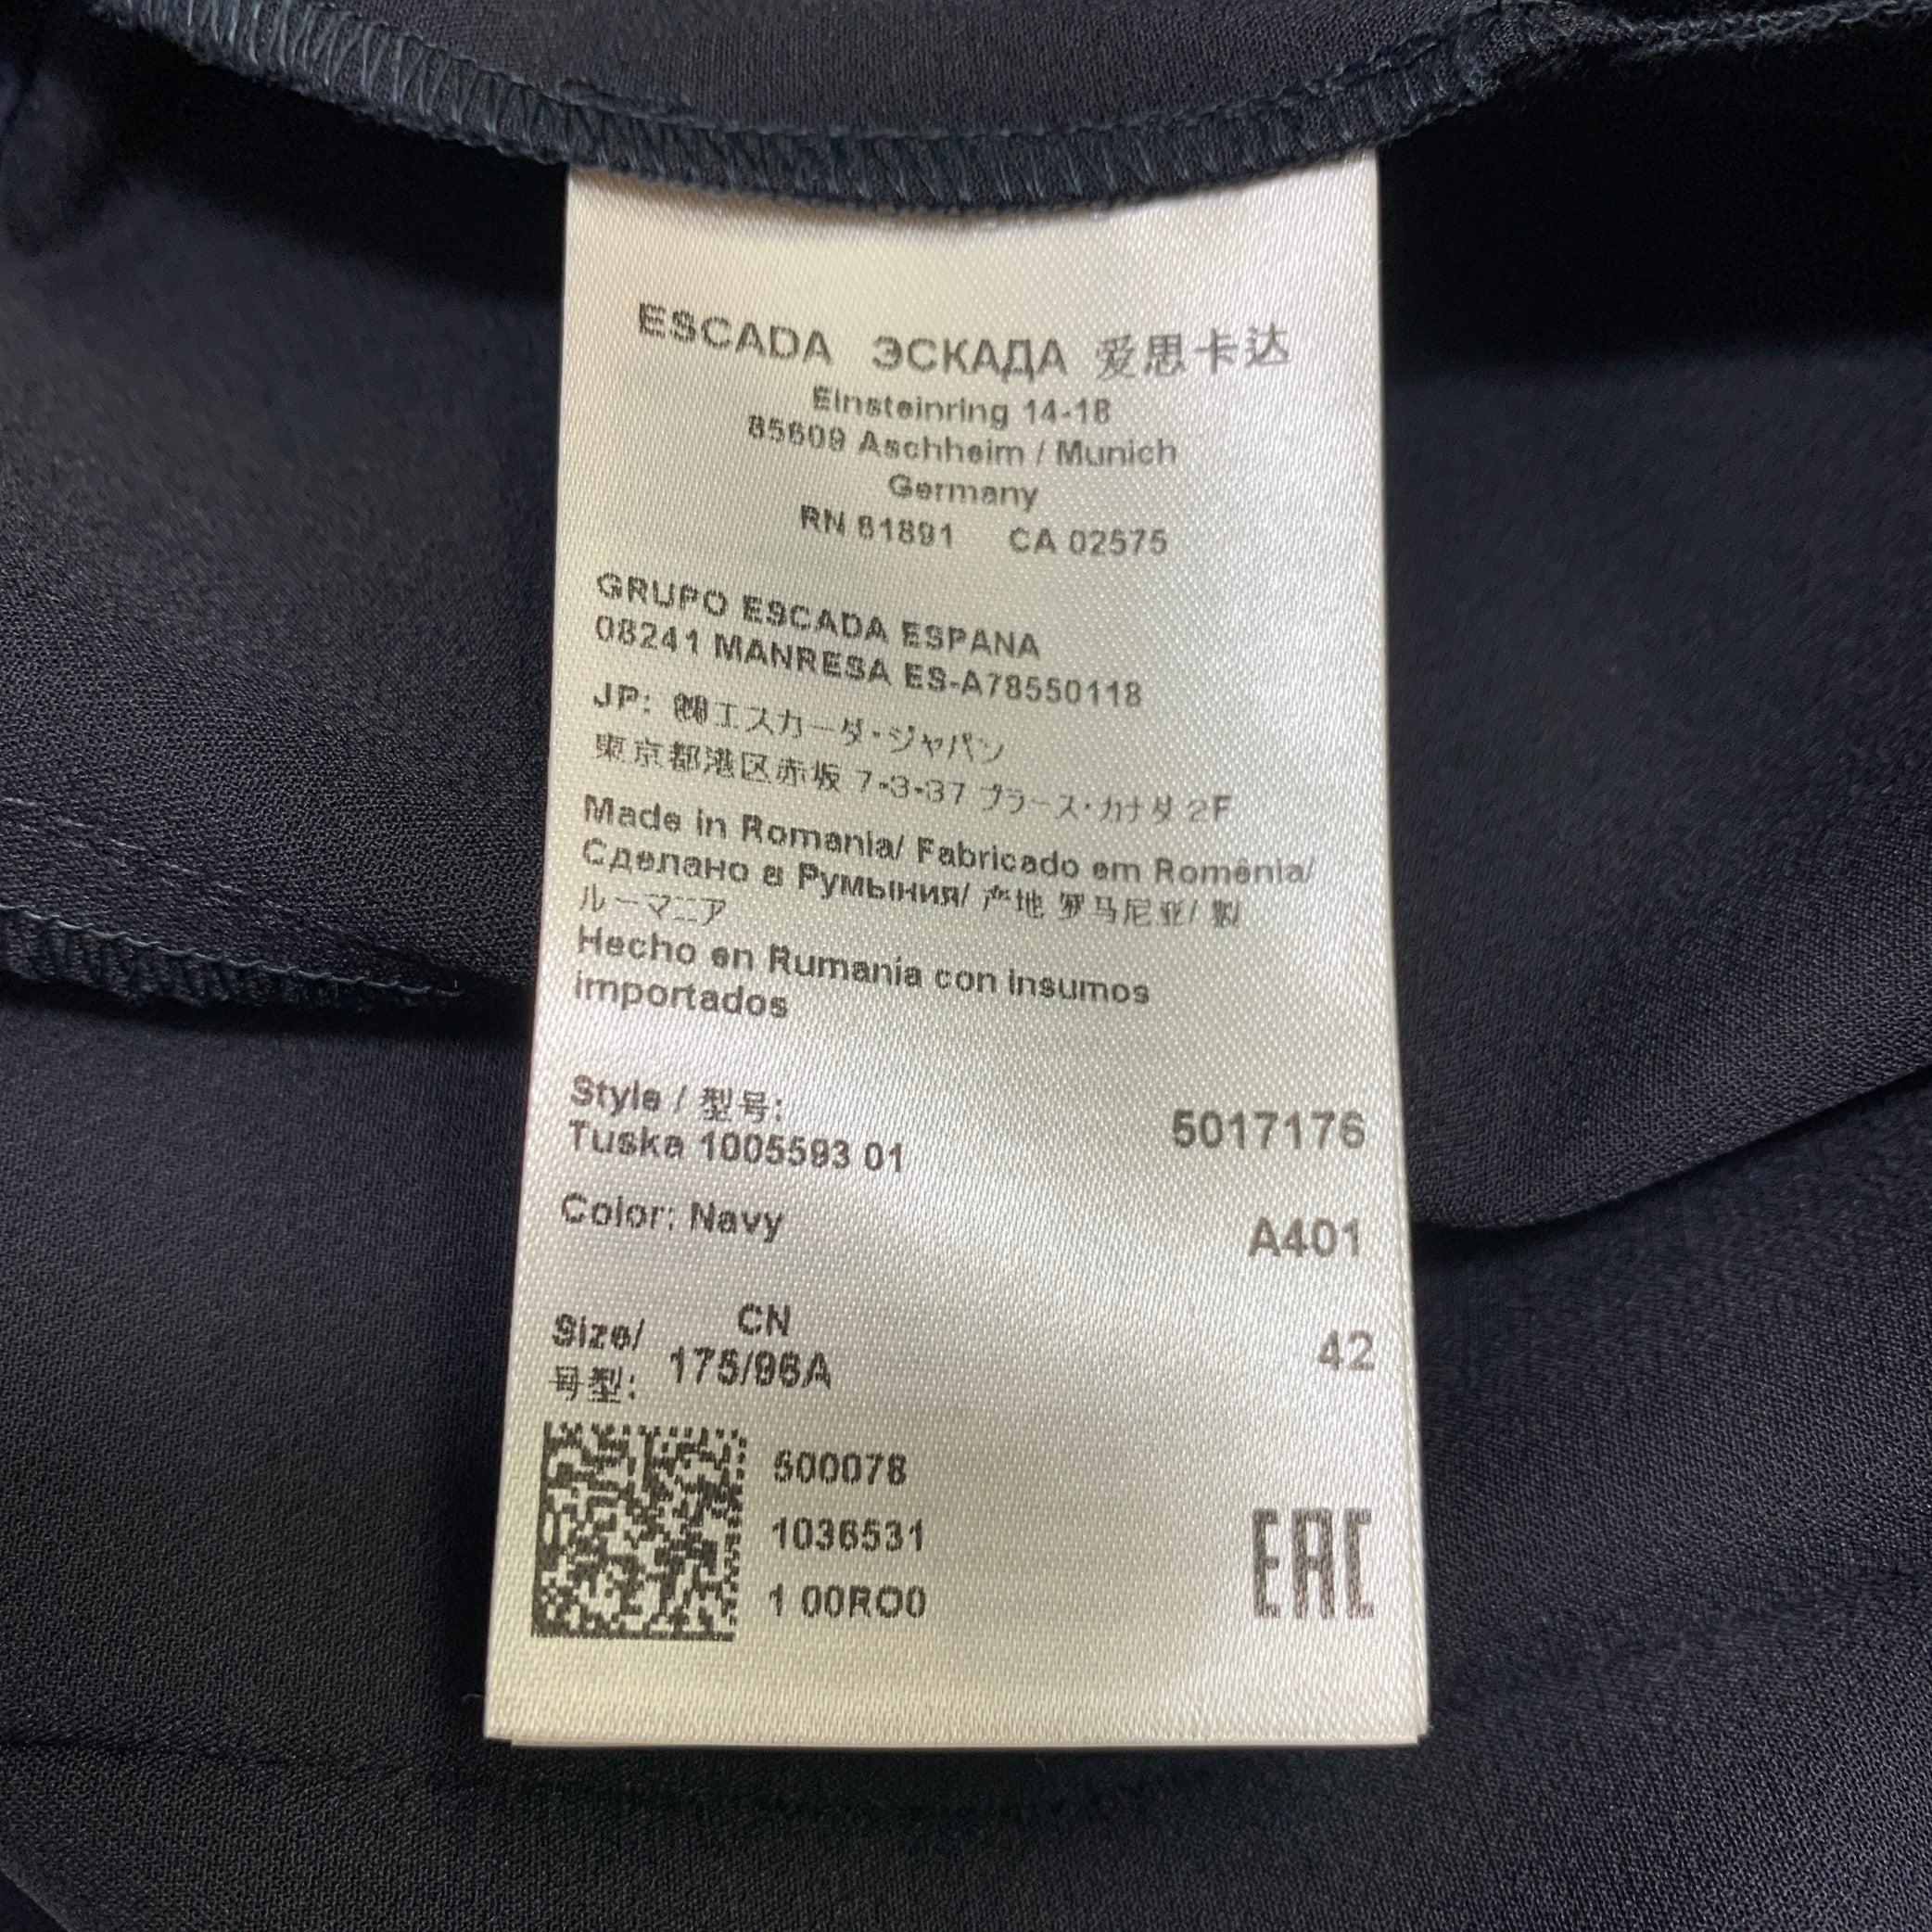 ESCADA ЭСКАДА 爱思卡达
Einsteinring 14-18
85609 Aschheim / Munich
Germany
RN 61891 CA 02575
GRUPO ESCADA ESPANA
08241 MANRESA ES-A78550118
JP: ㈱エスカーダ・ジャパン
東京都港区赤坂 7-3-37 プラース・カナダ 2F
Made in Romania/ Fabricado em Romênia/
Сделано в Румыния/ 产地 罗马尼亚/ 製
ルーマニア
Hecho en Rumania con insumos
importados
Style / 型号:
Tuska 1005593 01 5017176
Color: Navy A401
Size/ CN 42
号型: 175/96A
500078
1036531
1 00RO0
EAC